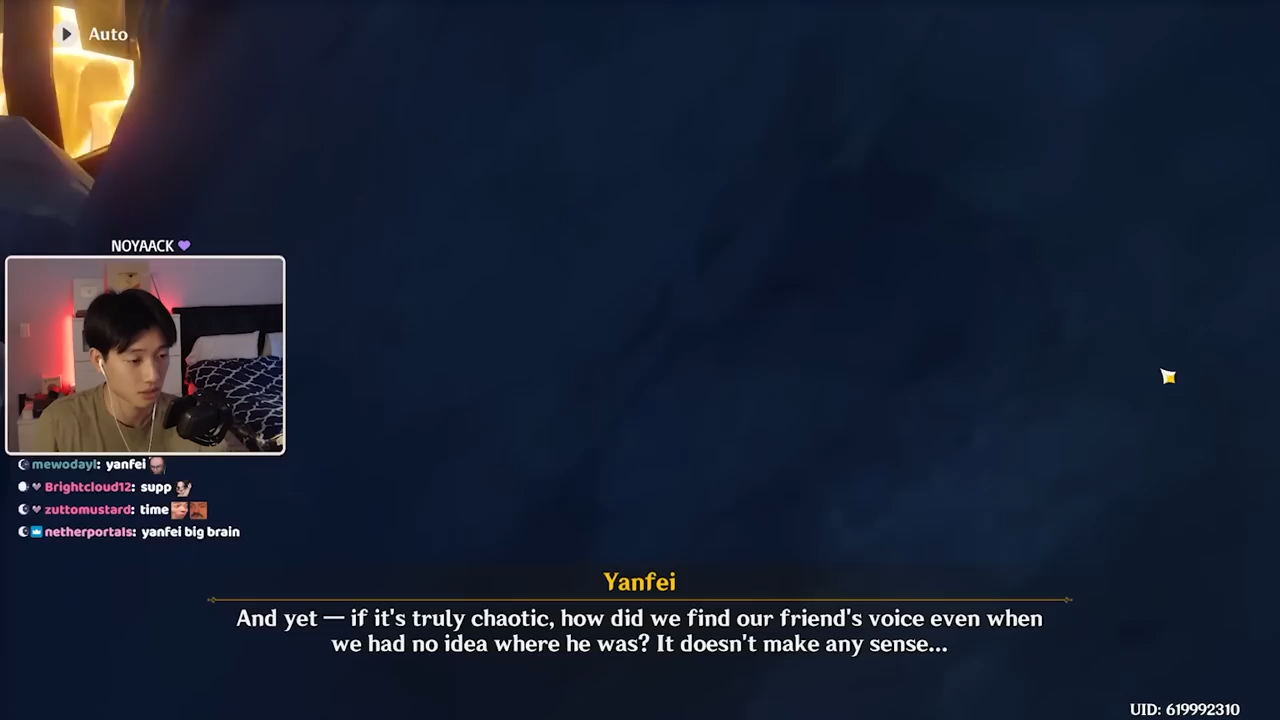 Auto
NOYAACK 💜
mewodayl: yanfei
Brightcloud12: supp
zuttomustard: time
netherportals: yanfei big brain
Yanfei
And yet — if it's truly chaotic, how did we find our friend's voice even when
we had no idea where he was? It doesn't make any sense...
UID: 619992310